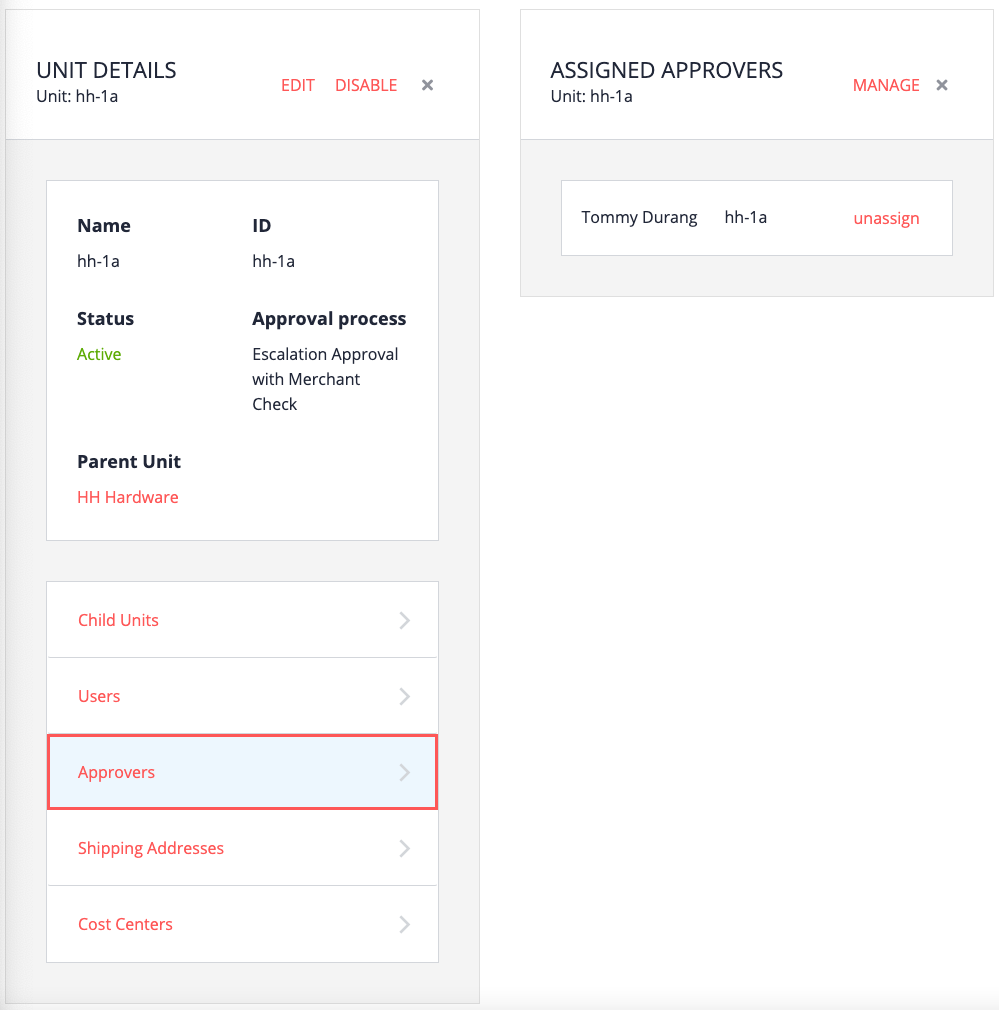 UNIT DETAILS
Unit: hh-1a
EDIT DISABLE ×
Name ID
hh-1a hh-1a
Status Approval process
Active Escalation Approval
with Merchant
Check
Parent Unit
HH Hardware
Child Units
Users
Approvers
Shipping Addresses
Cost Centers
ASSIGNED APPROVERS
Unit: hh-1a
MANAGE ×
Tommy Durang hh-1a unassign